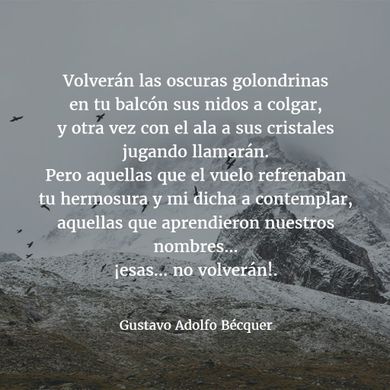 Volverán las oscuras golondrinas
en tu balcón sus nidos a colgar,
y otra vez con el ala a sus cristales
jugando llamarán.
Pero aquellas que el vuelo refrenaban
tu hermosura y mi dicha a contemplar,
aquellas que aprendieron nuestros
nombres...
¡esas... no volverán!.
Gustavo Adolfo Bécquer